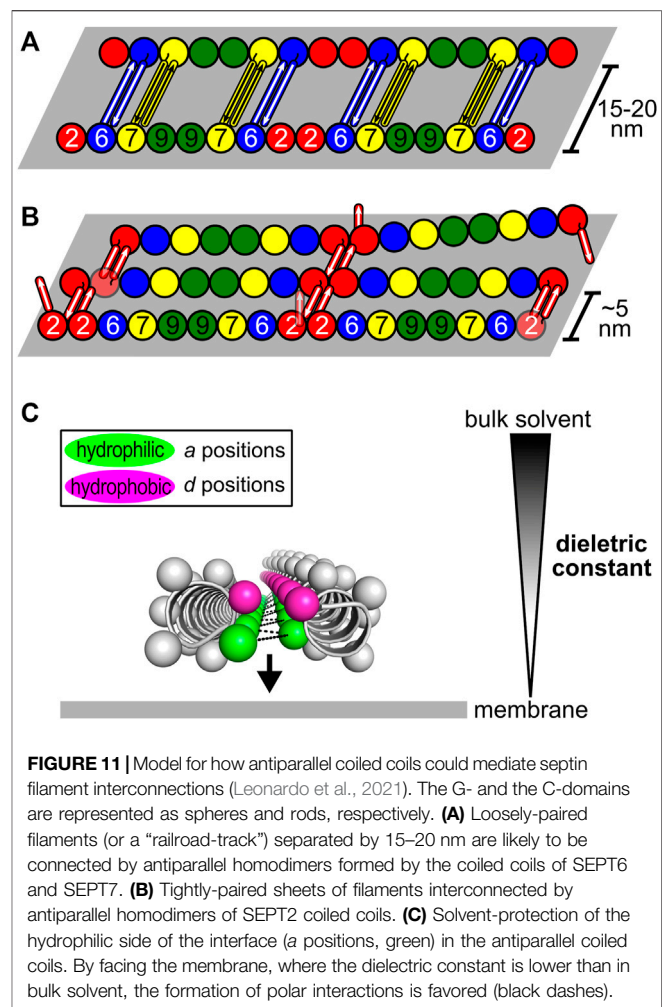 A
2 6 7 9 9 7 6 2 2 6 7 9 9 7 6 2
15-20
nm
B
2 2 6 7 9 9 7 6 2 2 6 7 9 9 7 6 2
~5
nm
C
hydrophilic a positions
hydrophobic d positions
bulk solvent
dieletric
constant
membrane
FIGURE 11 | Model for how antiparallel coiled coils could mediate septin
filament interconnections (Leonardo et al., 2021). The G- and the C-domains
are represented as spheres and rods, respectively. (A) Loosely-paired
filaments (or a “railroad-track”) separated by 15–20 nm are likely to be
connected by antiparallel homodimers formed by the coiled coils of SEPT6
and SEPT7. (B) Tightly-paired sheets of filaments interconnected by
antiparallel homodimers of SEPT2 coiled coils. (C) Solvent-protection of the
hydrophilic side of the interface (a positions, green) in the antiparallel coiled
coils. By facing the membrane, where the dielectric constant is lower than in
bulk solvent, the formation of polar interactions is favored (black dashes).